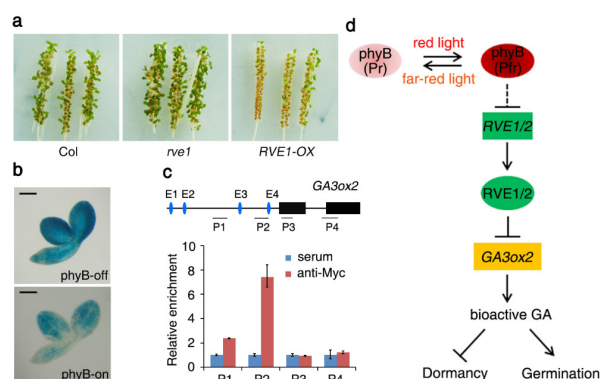 a
Col
rve1
RVE1-OX
b
phyB-off
phyB-on
c
GA3ox2
E1 E2 E3 E4
P1 P2 P3 P4
serum
anti-Myc
Relative enrichment
10
8
6
4
2
0
P1 P2 P3 P4
d
phyB
(Pr)
red light
far-red light
phyB
(Pfr)
RVE1/2
RVE1/2
GA3ox2
bioactive GA
Dormancy
Germination